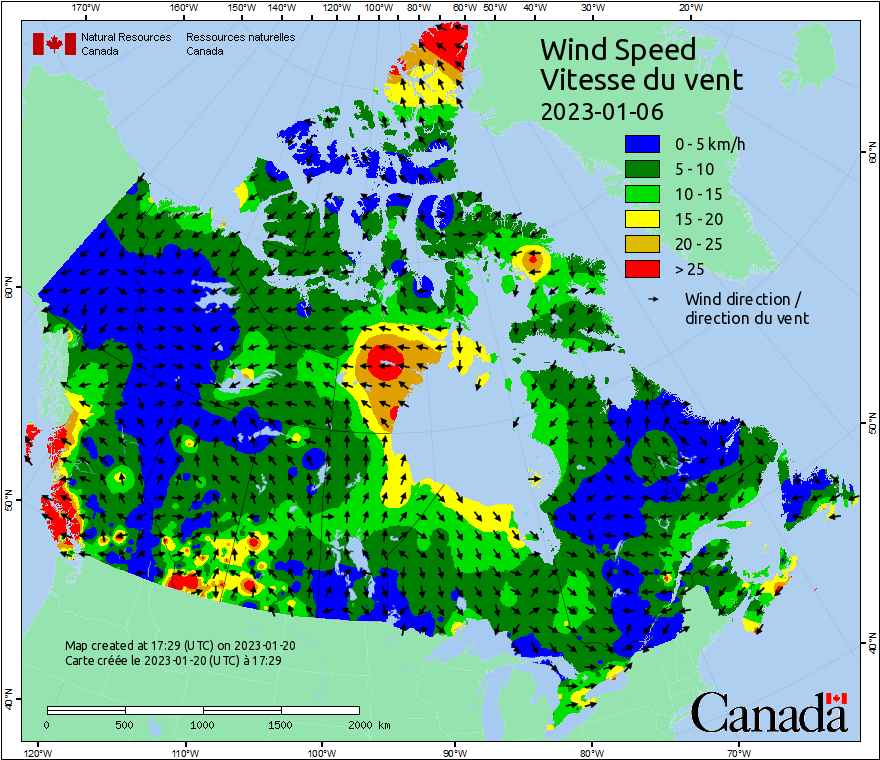 170°W 160°W 150°W 140°W 130°W 120°W 110°W 100°W 90°W 80°W 60°W 50°W 40°W 30°W 20°W
Natural Resources Canada
Ressources naturelles Canada
Wind Speed
Vitesse du vent
2023-01-06
0 - 5 km/h
5 - 10
10 - 15
15 - 20
20 - 25
> 25
Wind direction /
direction du vent
60°N
50°N
40°N
60°N
50°N
40°N
Map created at 17:29 (UTC) on 2023-01-20
Carte créée le 2023-01-20 (UTC) à 17:29
0 500 1000 1500 2000 km
Canada
120°W 110°W 100°W 90°W 80°W 70°W